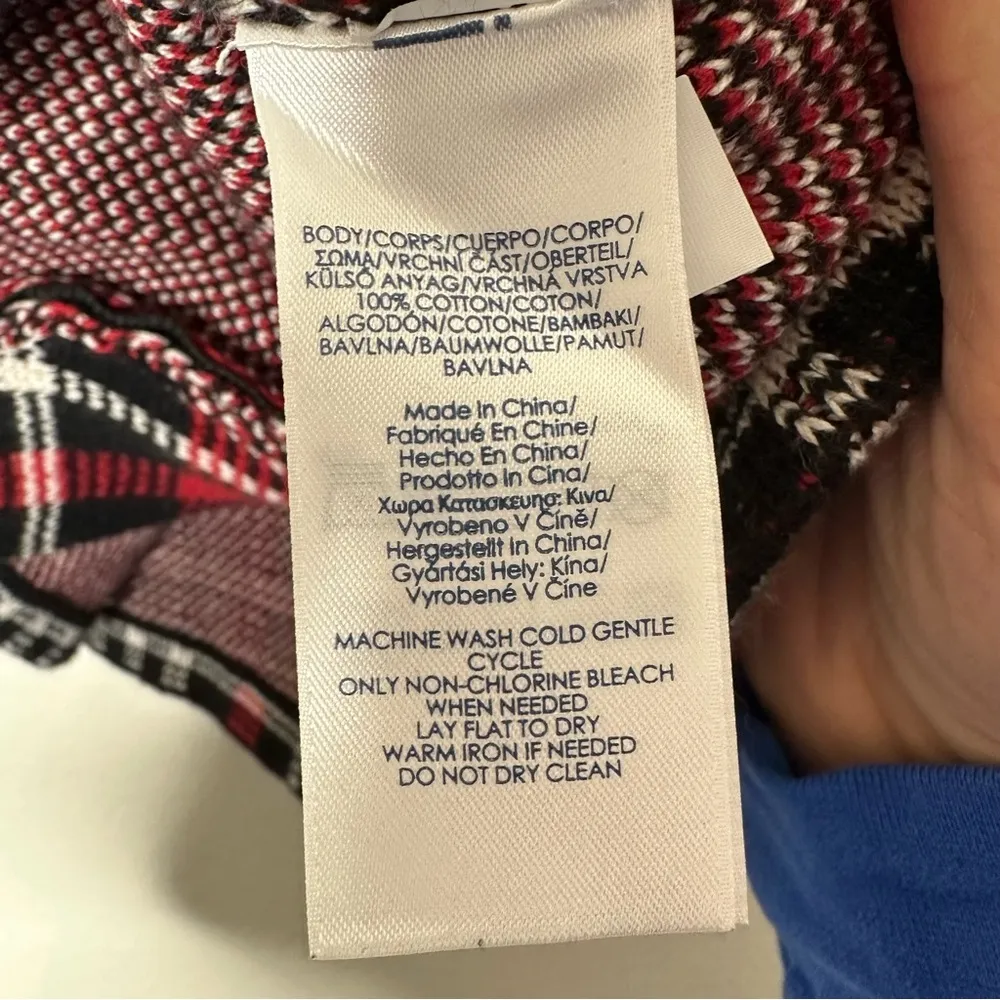 BODY/CORPS/CUERPO/CORPO/
ΣΩΜΑ/VRCHNÍ ČÁST/OBERTEIL/
KÜLSŐ ANYAG/VRCHNÁ VRSTVA
100% COTTON/COTON/
ALGODÓN/COTONE/BAMBAKI/
BAVLNA/BAUMWOLLE/PAMUT/
BAVLNA
Made In China/
Fabriqué En Chine/
Hecho En China/
Prodotto In Cina/
Χωρα Κατασκευης: Κινα/
Vyrobeno V Číně/
Hergestellt In China/
Gyártási Hely: Kína/
Vyrobené V Číne
MACHINE WASH COLD GENTLE
CYCLE
ONLY NON-CHLORINE BLEACH
WHEN NEEDED
LAY FLAT TO DRY
WARM IRON IF NEEDED
DO NOT DRY CLEAN